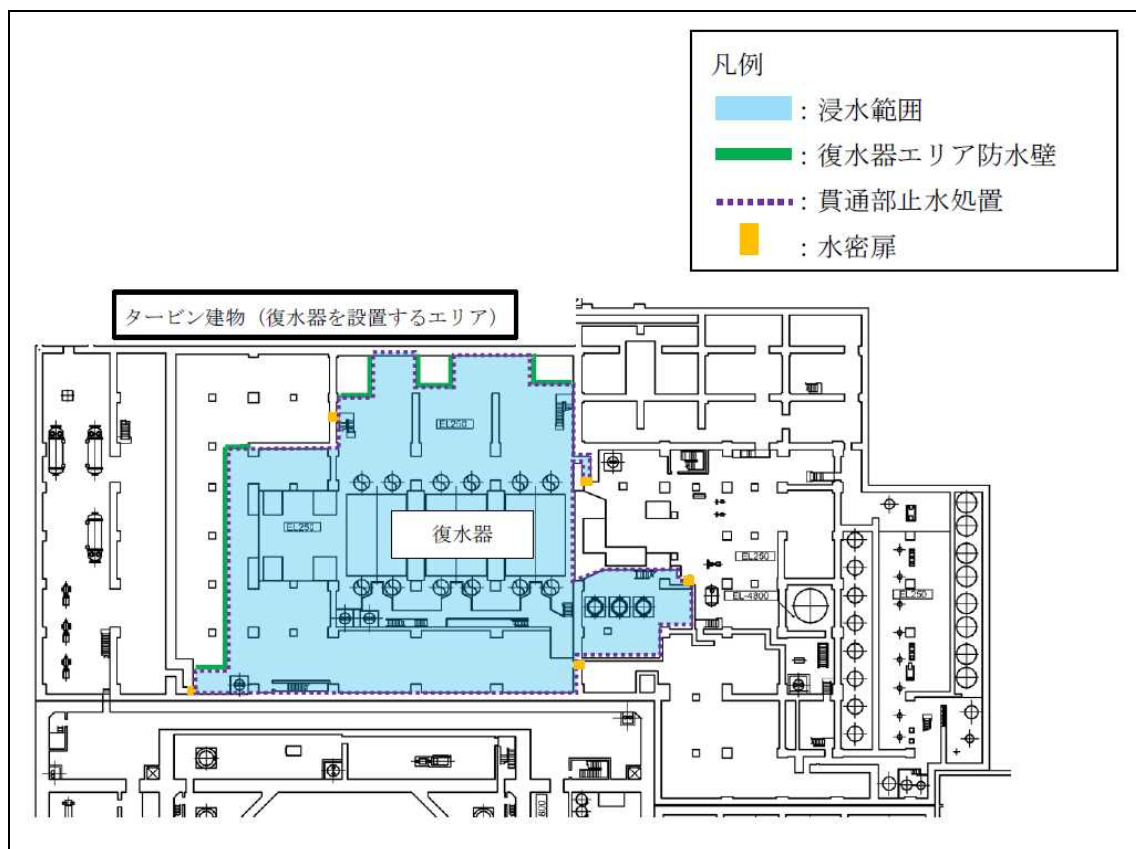 凡例
：浸水範囲
：復水器エリア防水壁
：貫通部止水処置
：水密扉
タービン建物（復水器を設置するエリア）
EL250
EL250
復水器
EL250
EL-4800
EL250